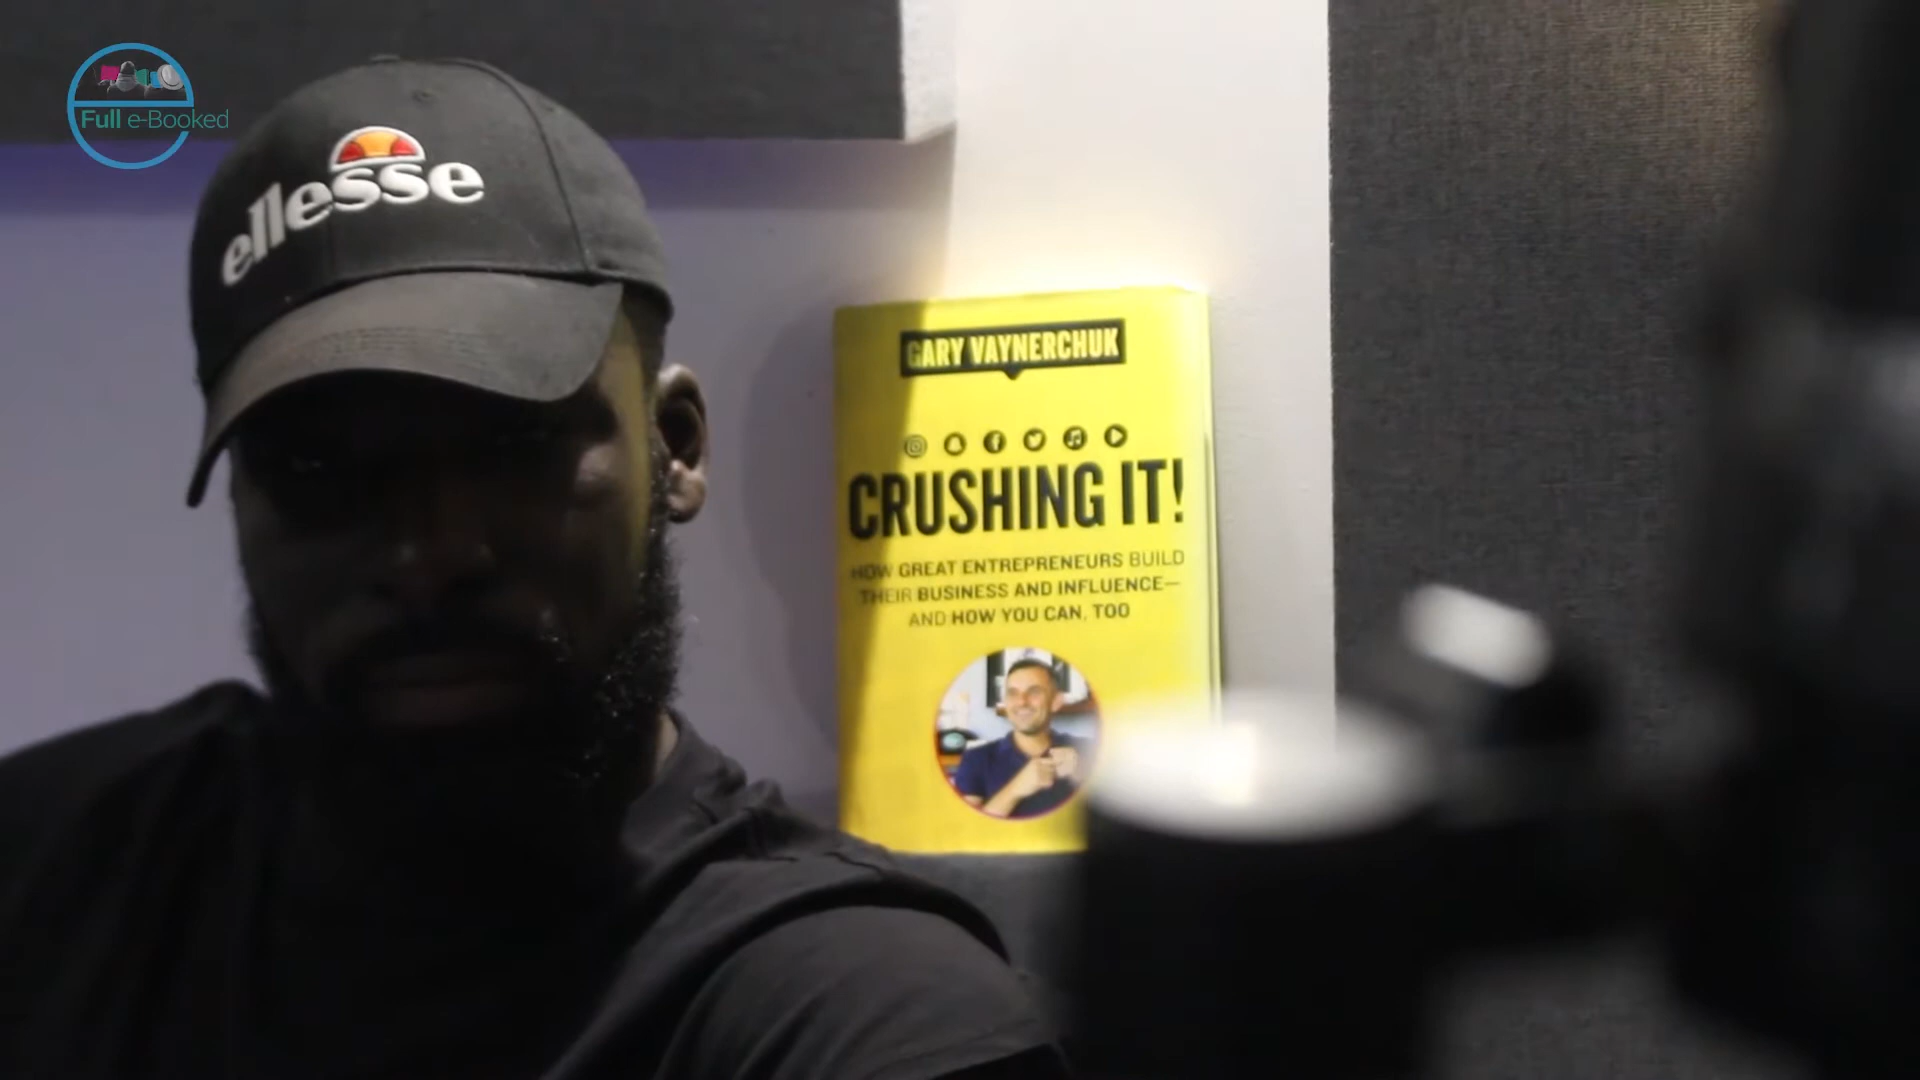 Full e-Booked
ellesse
GARY VAYNERCHUK
CRUSHING IT!
HOW GREAT ENTREPRENEURS BUILD
THEIR BUSINESS AND INFLUENCE—
AND HOW YOU CAN, TOO